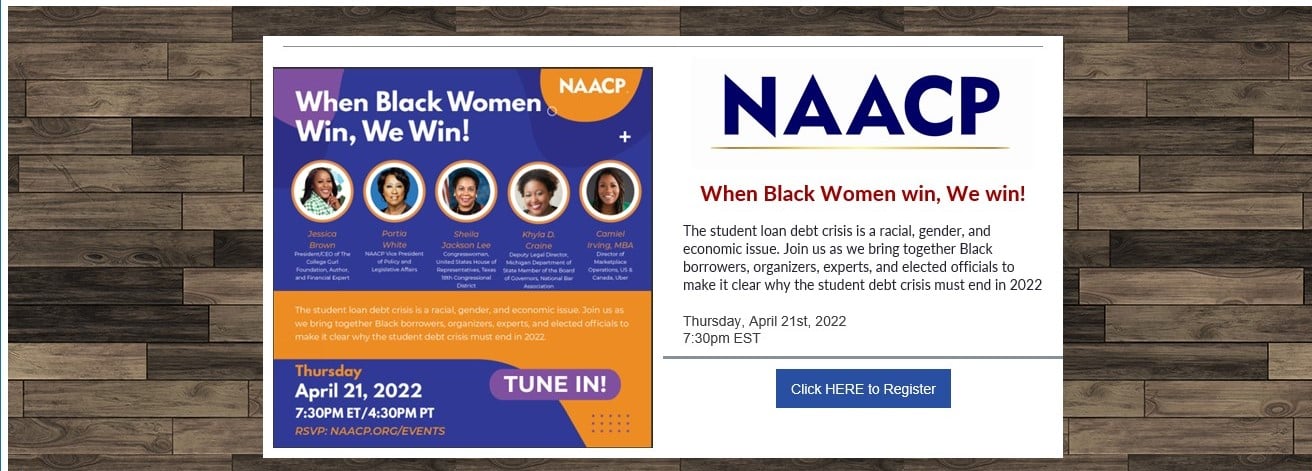 When Black Women
Win, We Win!
NAACP.
Jessica
Brown
President/CEO of The
College Gurl
Foundation, Author,
and Financial Expert
Portia
White
NAACP Vice President
of Policy and
Legislative Affairs
Sheila
Jackson Lee
Congresswoman,
United States House of
Representatives, Texas
18th Congressional
District
Khyla D.
Craine
Deputy Legal Director,
Michigan Department of
State Member of the Board
of Governors, National Bar
Association
Camiel
Irving, MBA
Director of
Marketplace
Operations, US &
Canada, Uber
The student loan debt crisis is a racial, gender, and economic issue. Join us as
we bring together Black borrowers, organizers, experts, and elected officials to
make it clear why the student debt crisis must end in 2022.
Thursday
April 21, 2022
7:30PM ET/4:30PM PT
RSVP: NAACP.ORG/EVENTS
TUNE IN!
NAACP
When Black Women win, We win!
The student loan debt crisis is a racial, gender, and
economic issue. Join us as we bring together Black
borrowers, organizers, experts, and elected officials to
make it clear why the student debt crisis must end in 2022
Thursday, April 21st, 2022
7:30pm EST
Click HERE to Register